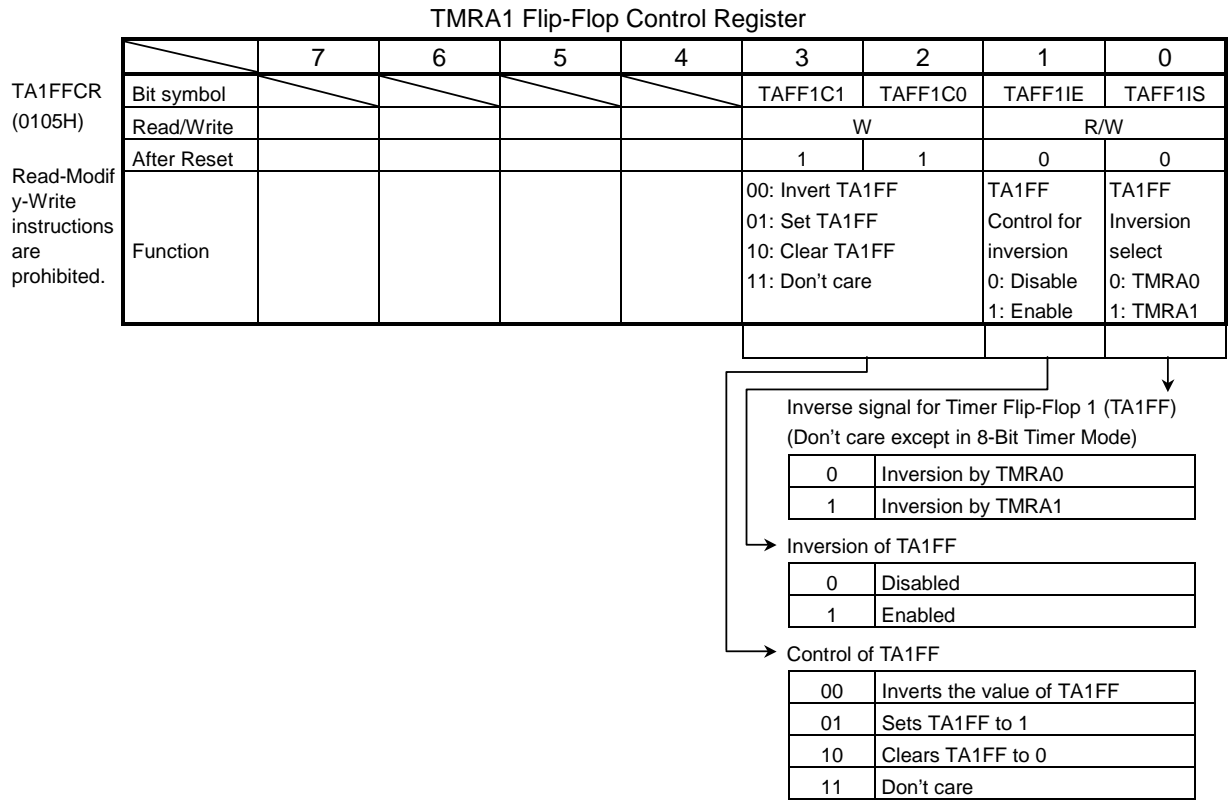 TMRA1 Flip-Flop Control Register
7 6 5 4 3 2 1 0
TA1FFCR
(0105H)
Read-Modif
y-Write
instructions
are
prohibited.
Bit symbol TAFF1C1 TAFF1C0 TAFF1IE TAFF1IS
Read/Write W R/W
After Reset 1 1 0 0
Function
00: Invert TA1FF
01: Set TA1FF
10: Clear TA1FF
11: Don't care
TA1FF
Control for
inversion
0: Disable
1: Enable
TA1FF
Inversion
select
0: TMRA0
1: TMRA1
Inverse signal for Timer Flip-Flop 1 (TA1FF)
(Don't care except in 8-Bit Timer Mode)
0 Inversion by TMRA0
1 Inversion by TMRA1
Inversion of TA1FF
0 Disabled
1 Enabled
Control of TA1FF
00 Inverts the value of TA1FF
01 Sets TA1FF to 1
10 Clears TA1FF to 0
11 Don't care